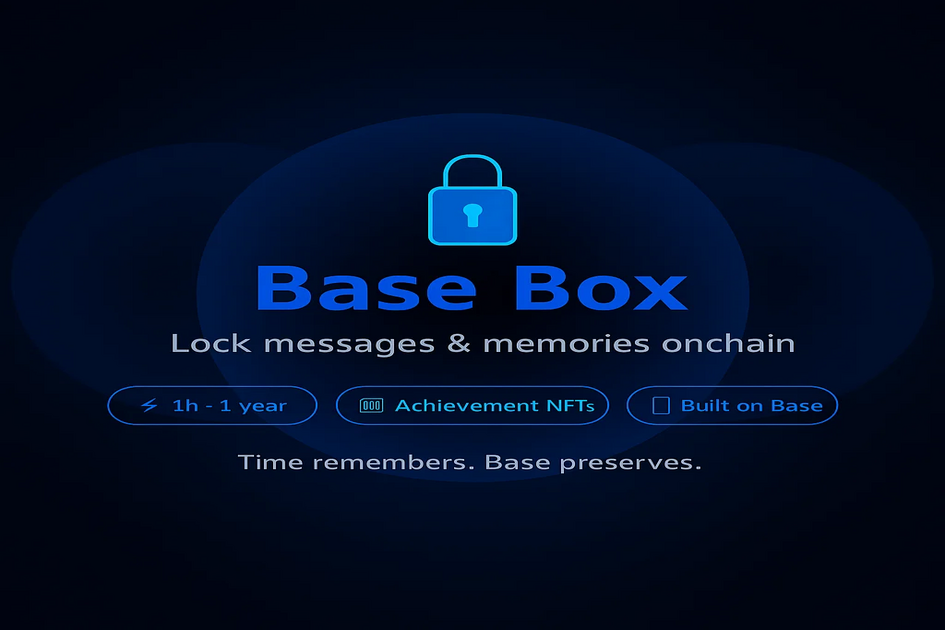 Base Box
Lock messages & memories onchain
1h - 1 year
Achievement NFTs
Built on Base
Time remembers. Base preserves.